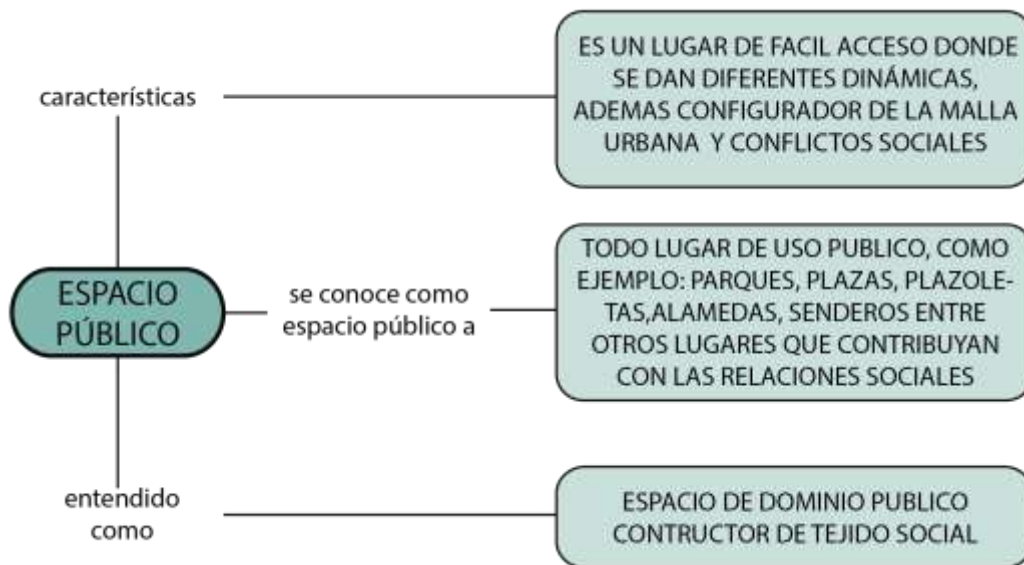 característícas
ES UN LUGAR DE FACIL ACCESO DONDE
SE DAN DIFERENTES DINÁMICAS,
ADEMAS CONFIGURADOR DE LA MALLA
URBANA Y CONFLICTOS SOCIALES
ESPACIO
PÚBLICO
se conoce como
espacio público a
TODO LUGAR DE USO PUBLICO, COMO
EJEMPLO: PARQUES, PLAZAS, PLAZOLE-
TAS,ALAMEDAS, SENDEROS ENTRE
OTROS LUGARES QUE CONTRIBUYAN
CON LAS RELACIONES SOCIALES
entendido
como
ESPACIO DE DOMINIO PUBLICO
CONTRUCTOR DE TEJIDO SOCIAL